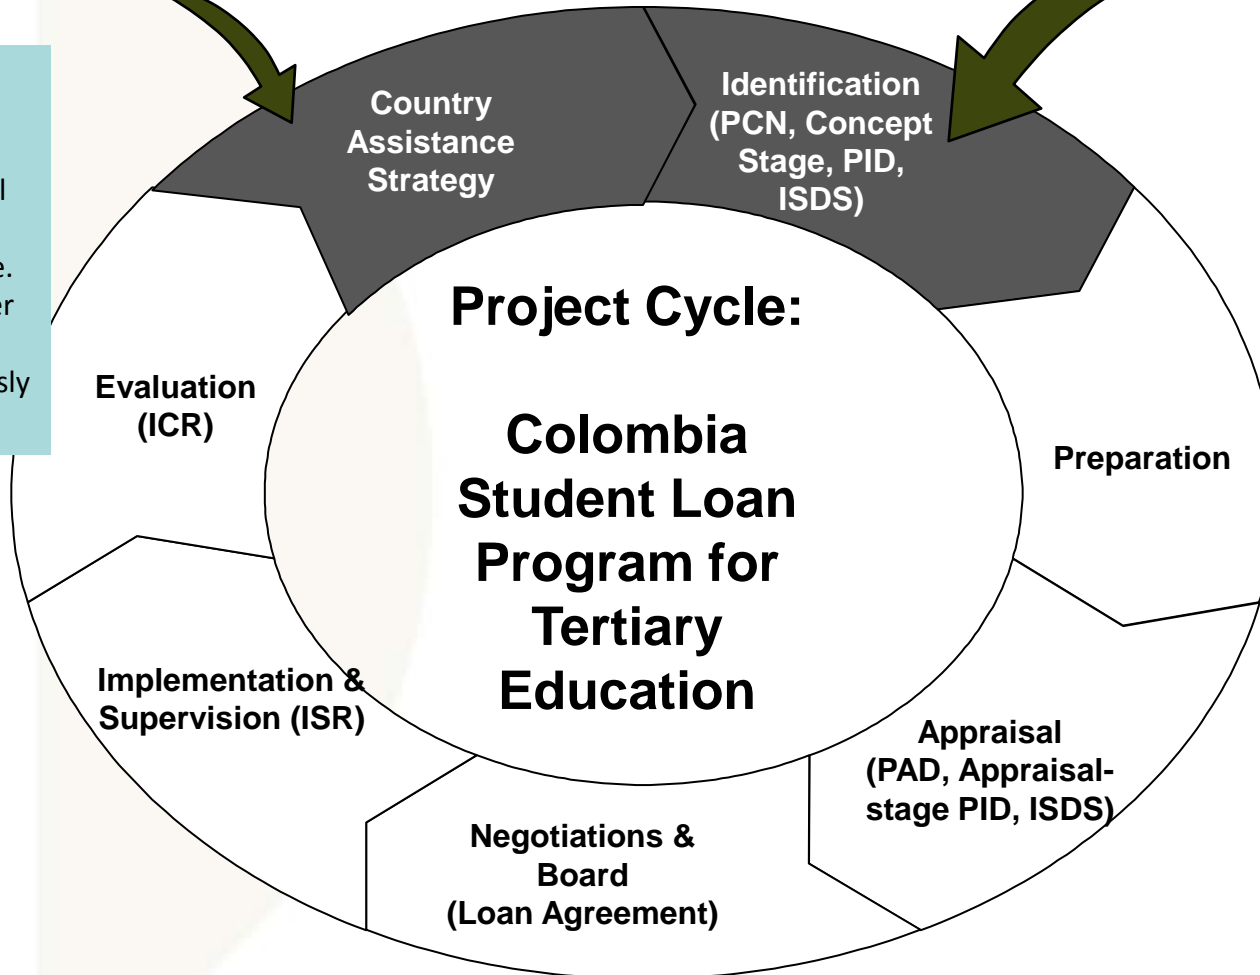 Country
Assistance
Strategy
Identification
(PCN, Concept
Stage, PID,
ISDS)
Project Cycle:
Colombia
Student Loan
Program for
Tertiary
Education
Evaluation
(ICR)
Preparation
Implementation &
Supervision (ISR)
Appraisal
(PAD, Appraisal-
stage PID, ISDS)
Negotiations &
Board
(Loan Agreement)